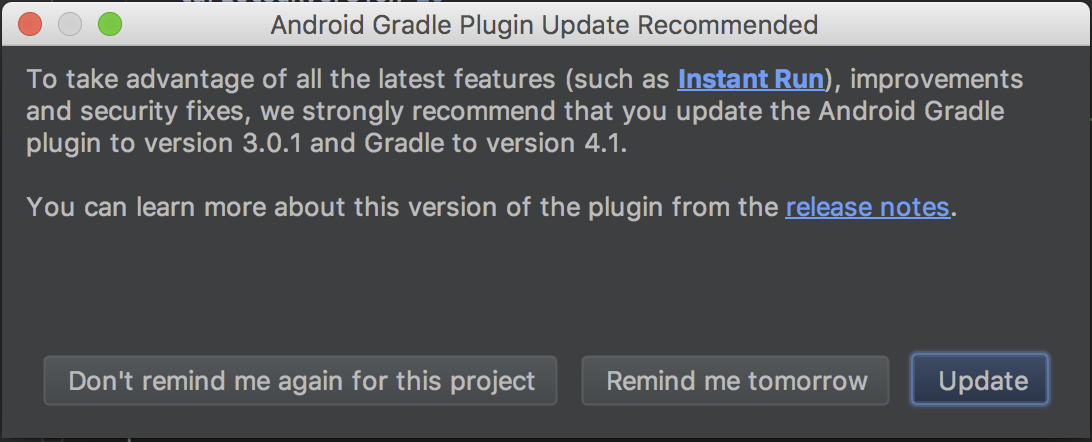 Android Gradle Plugin Update Recommended
To take advantage of all the latest features (such as Instant Run), improvements
and security fixes, we strongly recommend that you update the Android Gradle
plugin to version 3.0.1 and Gradle to version 4.1.
You can learn more about this version of the plugin from the release notes.
Don't remind me again for this project
Remind me tomorrow
Update